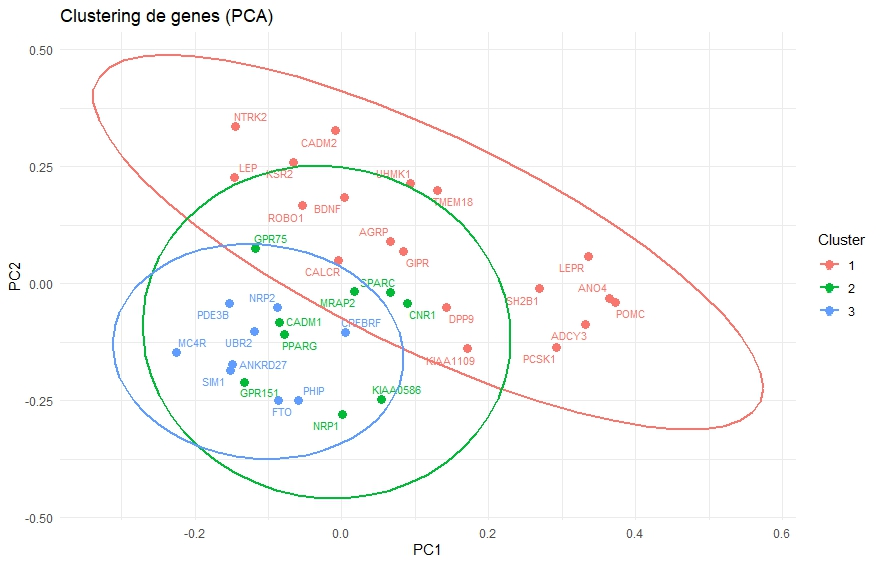 Clustering de genes (PCA)
0.50
0.25
0.00
-0.25
-0.50
PC2
NTRK2
CADM2
LEP
KSR2
UHMK1
TMEM18
BDNF
ROBO1
AGRP
GPR75
GIPR
CALCR
LEPR
SPARC
ANO4
NRP2
MRAP2
SH2B1
PDE3B
CNR1
POMC
DPP9
CADM1
CREBRF
ADCY3
MC4R
UBR2
PPARG
PCSK1
KIAA1109
ANKRD27
SIM1
GPR151
PHIP
KIAA0586
FTO
NRP1
-0.2
0.0
0.2
0.4
0.6
PC1
Cluster
1
2
3